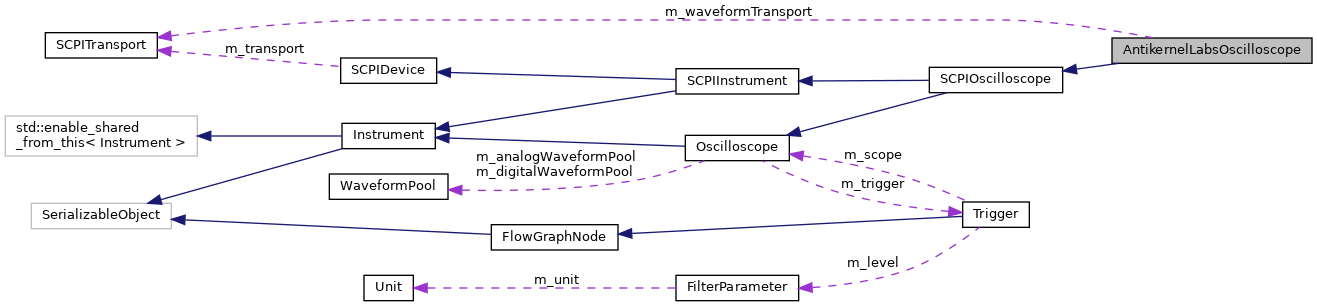 m_waveformTransport
SCPITransport
m_transport
AntikernelLabsOscilloscope
SCPIDevice
SCPIInstrument
SCPIOscilloscope
std::enable_shared
_from_this< Instrument >
Instrument
Oscilloscope
m_analogWaveformPool
m_digitalWaveformPool
m_scope
WaveformPool
m_trigger
SerializableObject
Trigger
FlowGraphNode
m_level
Unit
m_unit
FilterParameter